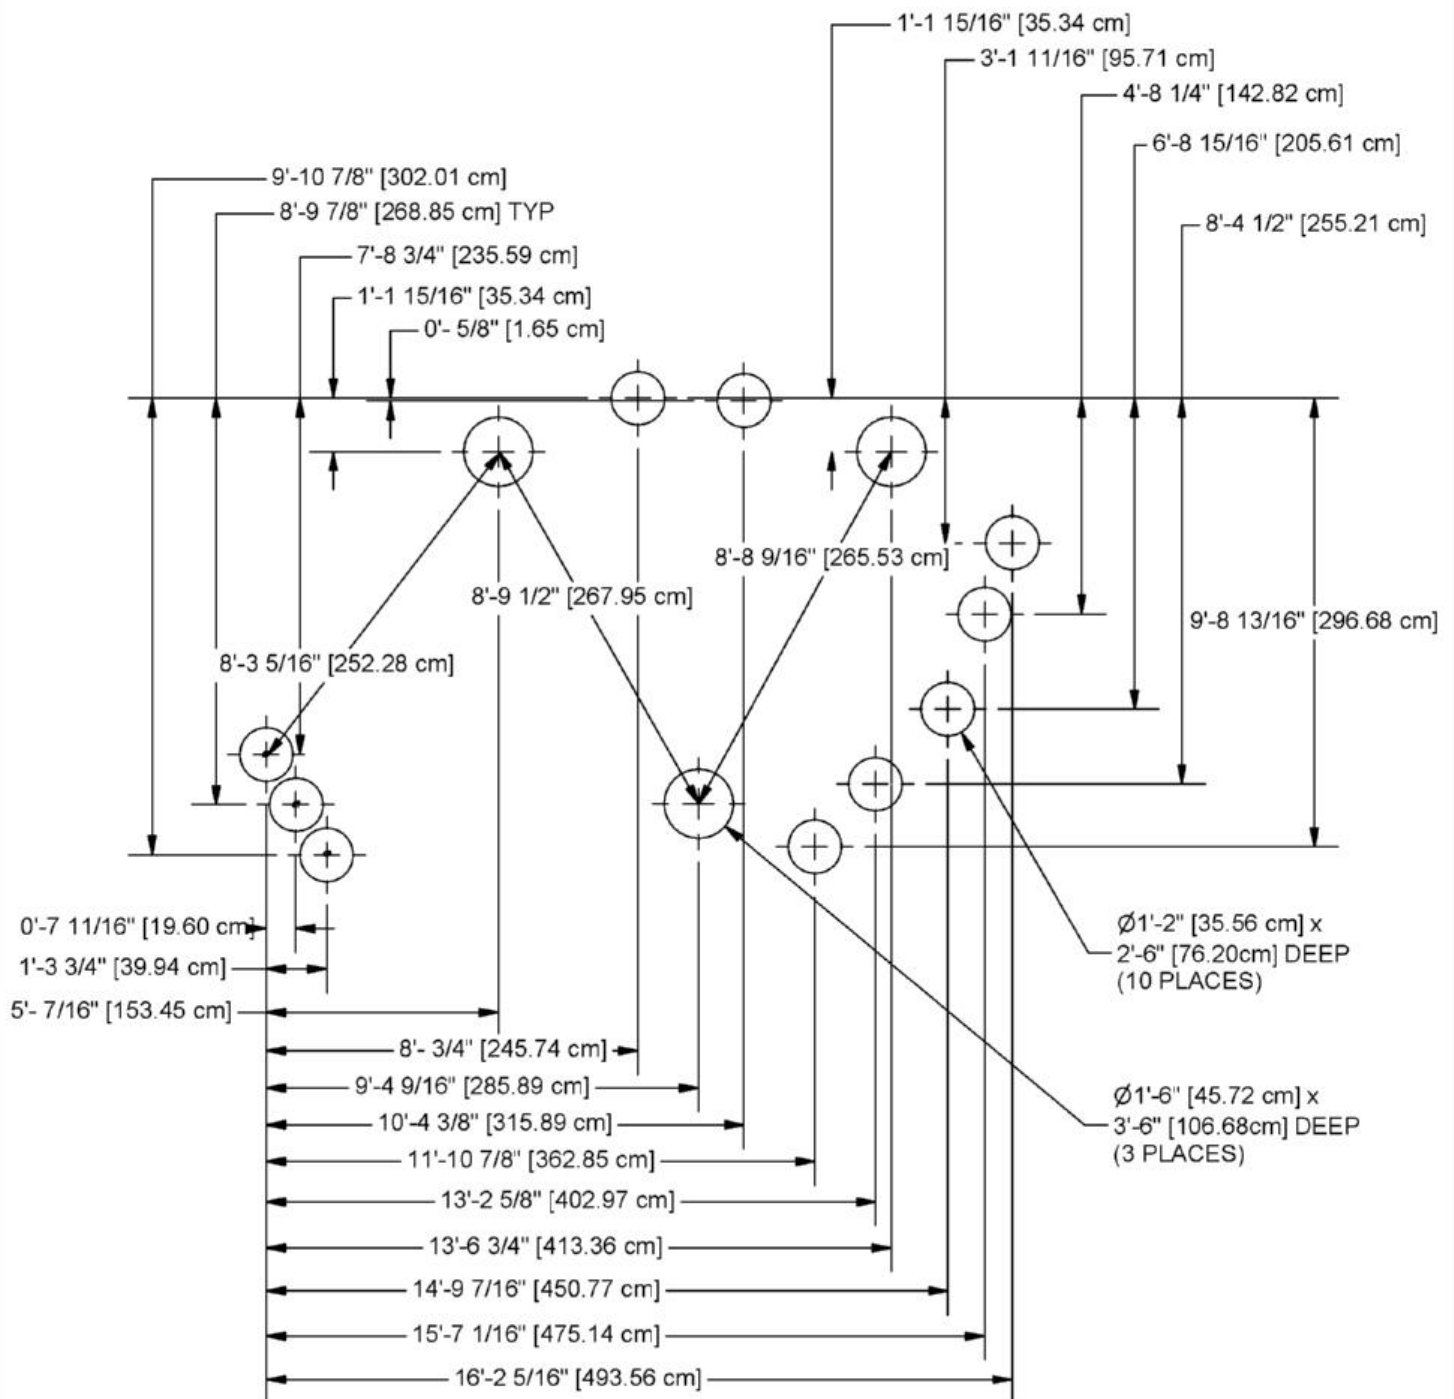 1'-1 15/16" [35.34 cm]
3'-1 11/16" [95.71 cm]
4'-8 1/4" [142.82 cm]
6'-8 15/16" [205.61 cm]
9'-10 7/8" [302.01 cm]
8'-9 7/8" [268.85 cm] TYP
8'-4 1/2" [255.21 cm]
7'-8 3/4" [235.59 cm]
1'-1 15/16" [35.34 cm]
0'- 5/8" [1.65 cm]
8'-8 9/16" [265.53 cm]
8'-9 1/2" [267.95 cm]
9'-8 13/16" [296.68 cm]
8'-3 5/16" [252.28 cm]
0'-7 11/16" [19.60 cm]
Ø1'-2" [35.56 cm] x
2'-6" [76.20cm] DEEP
(10 PLACES)
1'-3 3/4" [39.94 cm]
5'- 7/16" [153.45 cm]
8'- 3/4" [245.74 cm]
9'-4 9/16" [285.89 cm]
Ø1'-6" [45.72 cm] x
3'-6" [106.68cm] DEEP
(3 PLACES)
10'-4 3/8" [315.89 cm]
11'-10 7/8" [362.85 cm]
13'-2 5/8" [402.97 cm]
13'-6 3/4" [413.36 cm]
14'-9 7/16" [450.77 cm]
15'-7 1/16" [475.14 cm]
16'-2 5/16" [493.56 cm]